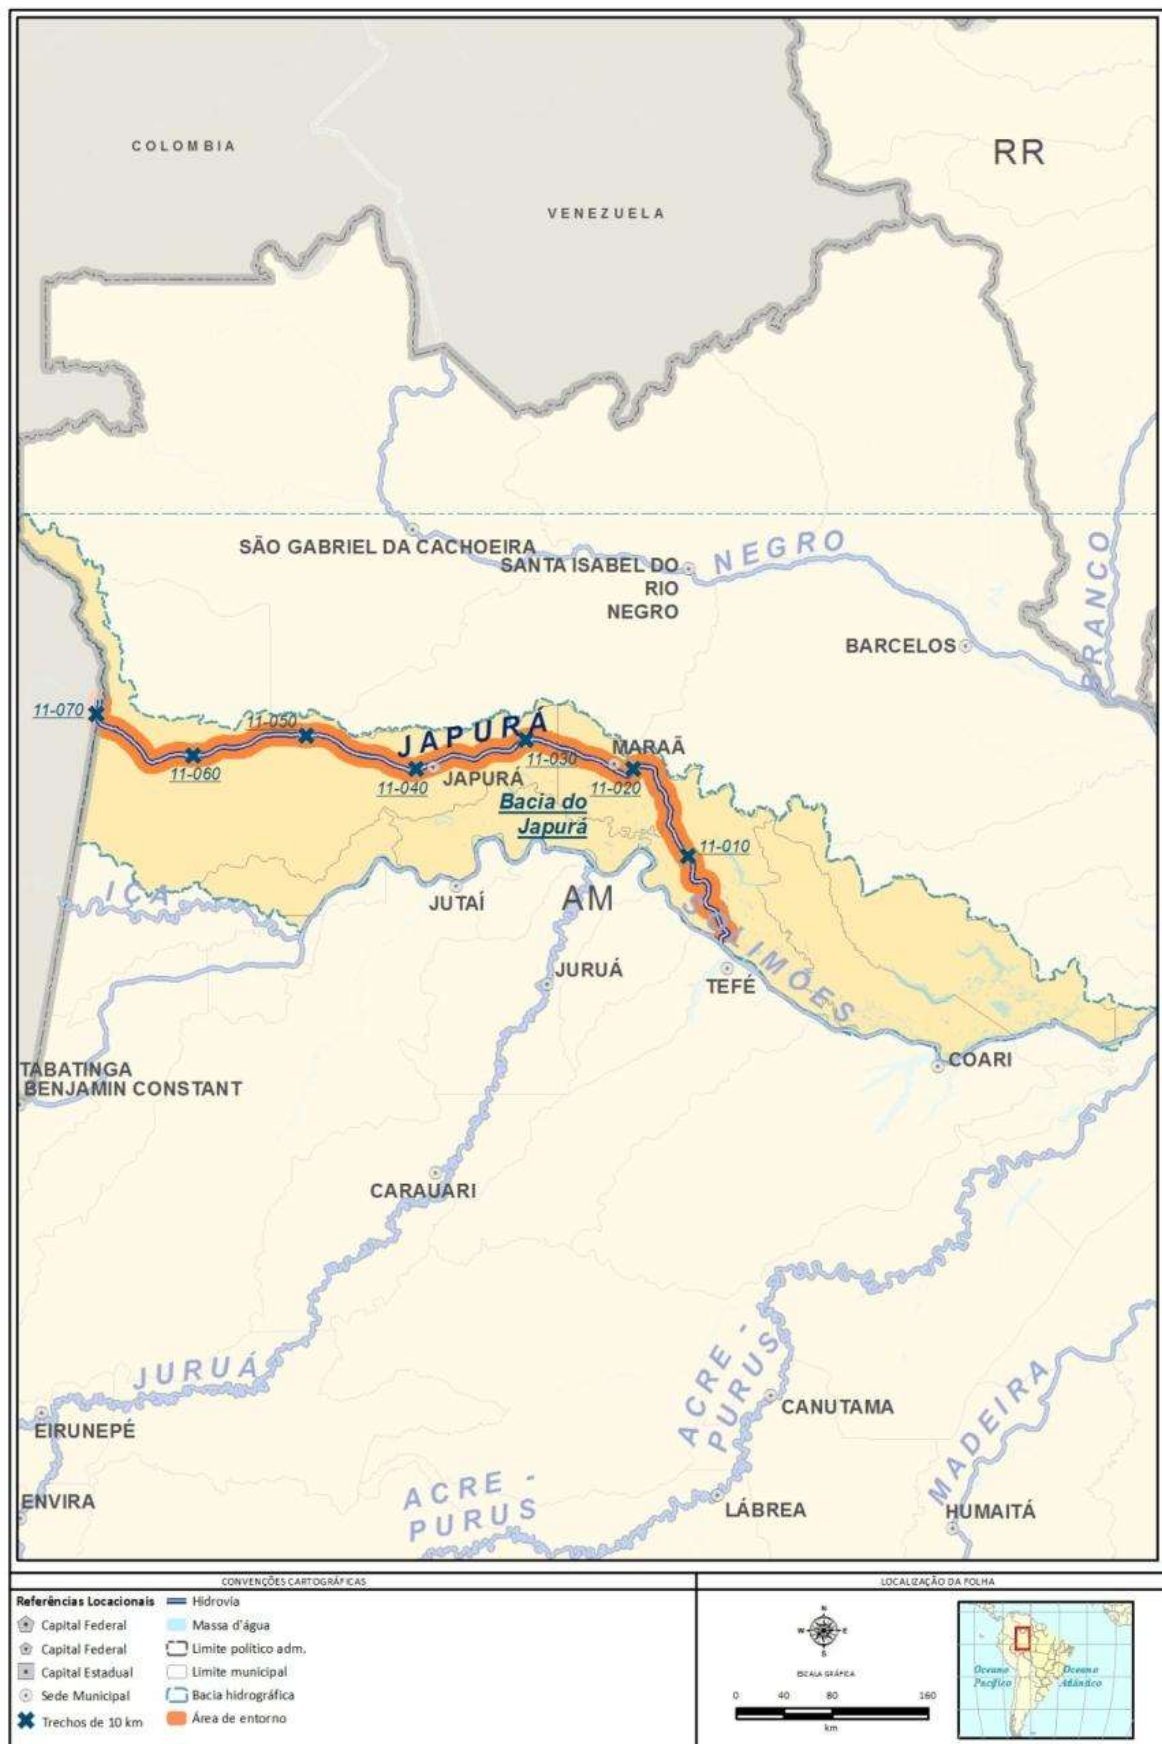 COLOMBIA
RR
VENEZUELA
SÃO GABRIEL DA CACHOEIRA
SANTA ISABEL DO
RIO
NEGRO
NEGRO
BRANCO
BARCELOS
11-070
11-060
11-050
JAPURÁ
11-040
JAPURÁ
11-030
MARAÃ
11-020
Bacia do
Japurá
11-010
IÇA
JUTAÍ
AM
SOLIMÕES
JURUÁ
TEFÉ
COARI
TABATINGA
BENJAMIN CONSTANT
CARAUARI
JURUÁ
EIRUNEPÉ
ENVIRA
ACRE -
PURUS
ACRE -
PURUS
CANUTAMA
MADEIRA
LÁBREA
HUMAITÁ
CONVENÇÕES CARTOGRÁFICAS
Referências Locacionais
Capital Federal
Capital Federal
Capital Estadual
Sede Municipal
Trechos de 10 km
Hidrovia
Massa d'água
Limite político adm.
Limite municipal
Bacia hidrográfica
Área de entorno
LOCALIZAÇÃO DA FOLHA
N
W E
S
ESCALA GRÁFICA
0 40 80 160
km
Oceano
Pacífico
Oceano
Atlântico